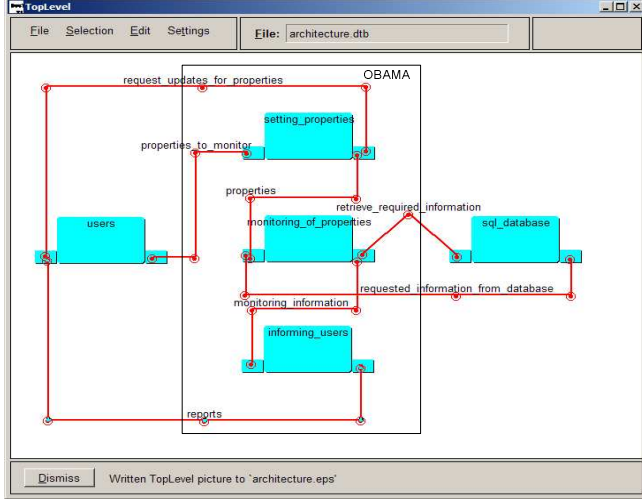 TopLevel
File Selection Edit Settings File: architecture.dtb
OBAMA
request_updates_for_properties
setting_properties
properties_to_monitor
properties
retrieve_required_information
users
monitoring_of_properties
sql_database
requested_information_from_database
monitoring_information
informing_users
reports
Dismiss Written TopLevel picture to `architecture.eps'